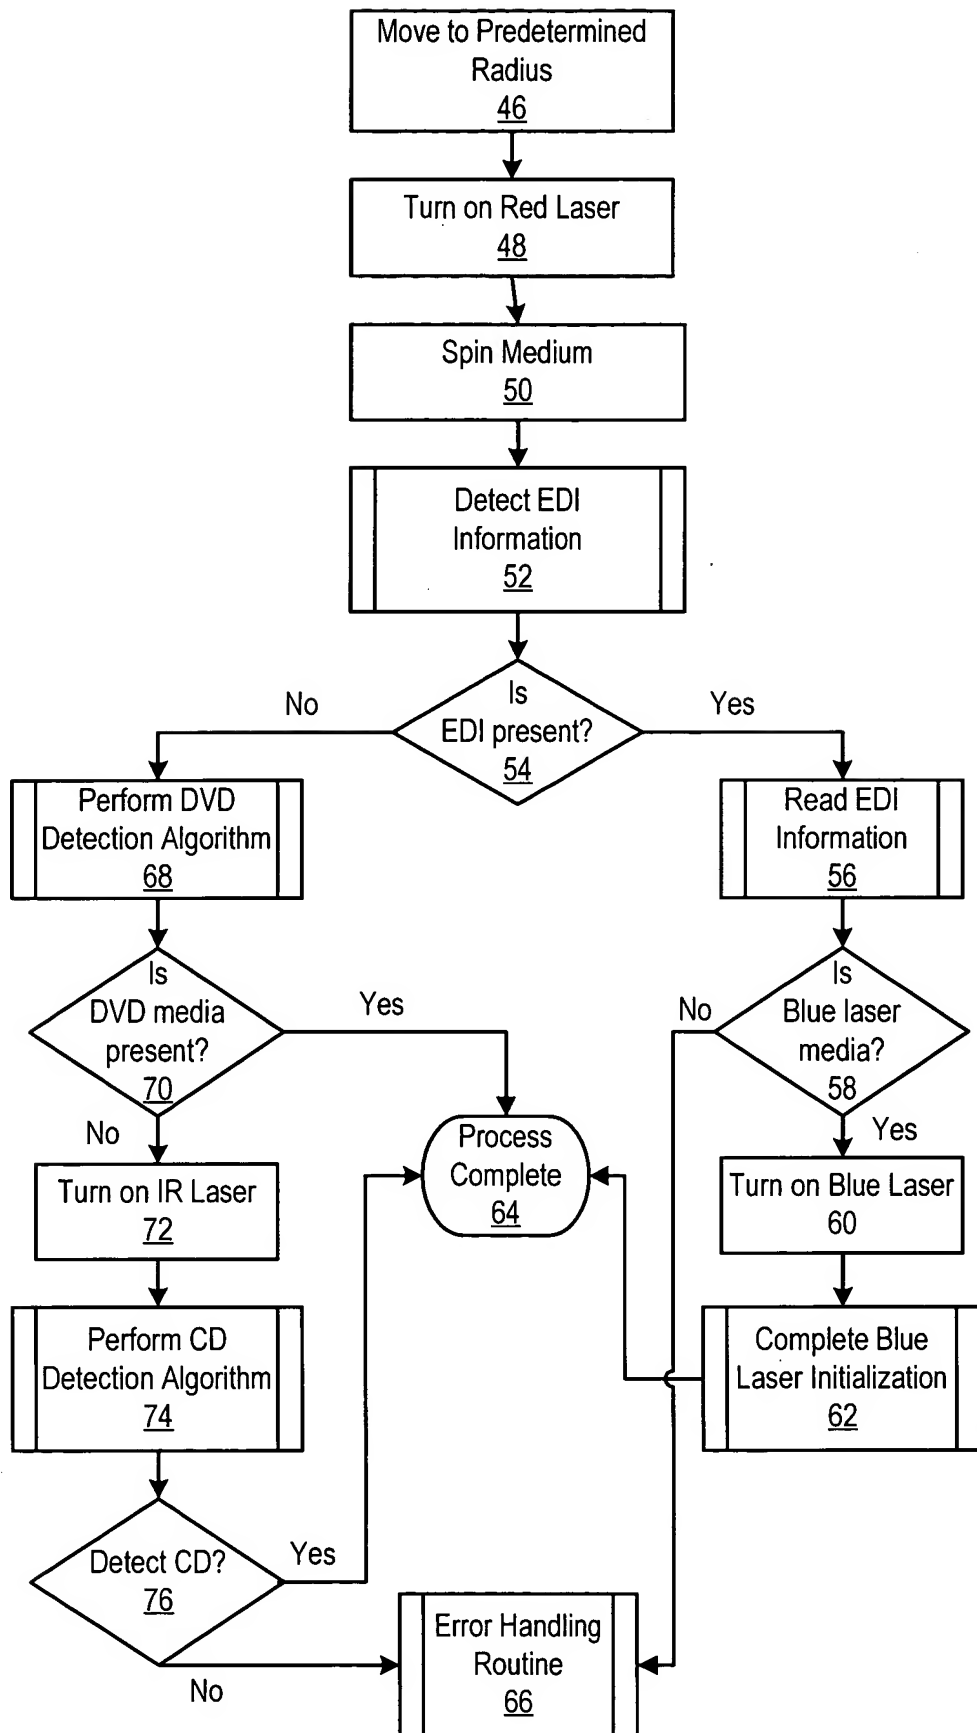 Move to Predetermined
Radius
46
Turn on Red Laser
48
Spin Medium
50
Detect EDI
Information
52
Is
EDI present?
54
No
Yes
Perform DVD
Detection Algorithm
68
Read EDI
Information
56
Is
DVD media
present?
70
Yes
No
Is
Blue laser
media?
58
No
Yes
Process
Complete
64
Turn on IR Laser
72
Turn on Blue Laser
60
Perform CD
Detection Algorithm
74
Complete Blue
Laser Initialization
62
Detect CD?
76
Yes
No
Error Handling
Routine
66